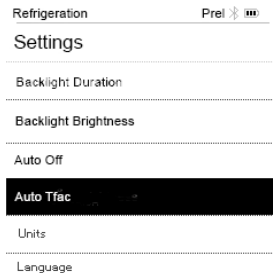 Refrigeration Prel
Settings
Backlight Duration
Backlight Brightness
Auto Off
Auto Tfac
Units
Language